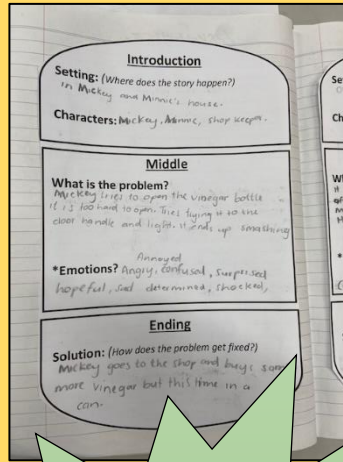 Introduction
Setting: (Where does the story happen?)
in Mickey and Minnie's house.
Characters: Mickey, Minnie, shop keeper.
Middle
What is the problem?
Mickey tries to open the vinegar bottle
it is too hard to open. Tries tying it to the
door handle and light. it ends up smashing
Annoyed
*Emotions? Angry, confused, surprised
hopeful, sad determined, shocked,
Ending
Solution: (How does the problem get fixed?)
Mickey goes to the shop and buys some
more vinegar but this time in a
can.
Se
Ch
W
it
*